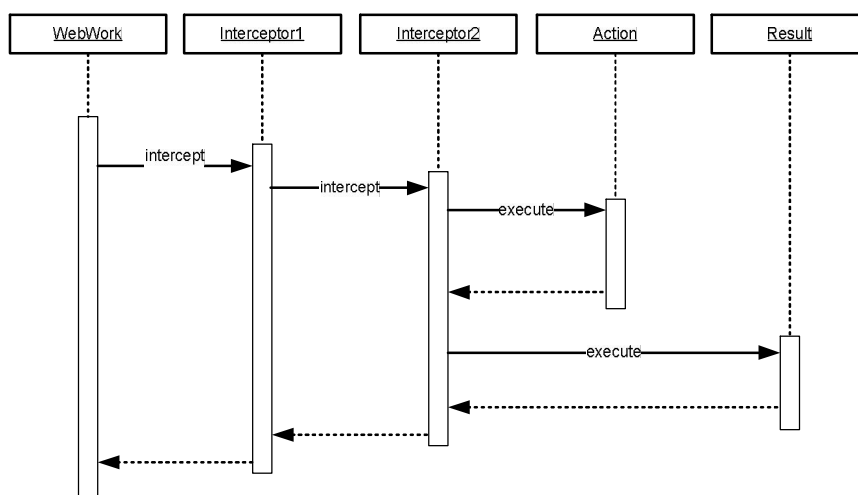 WebWork
Interceptor1
Interceptor2
Action
Result
intercept
intercept
execute
execute